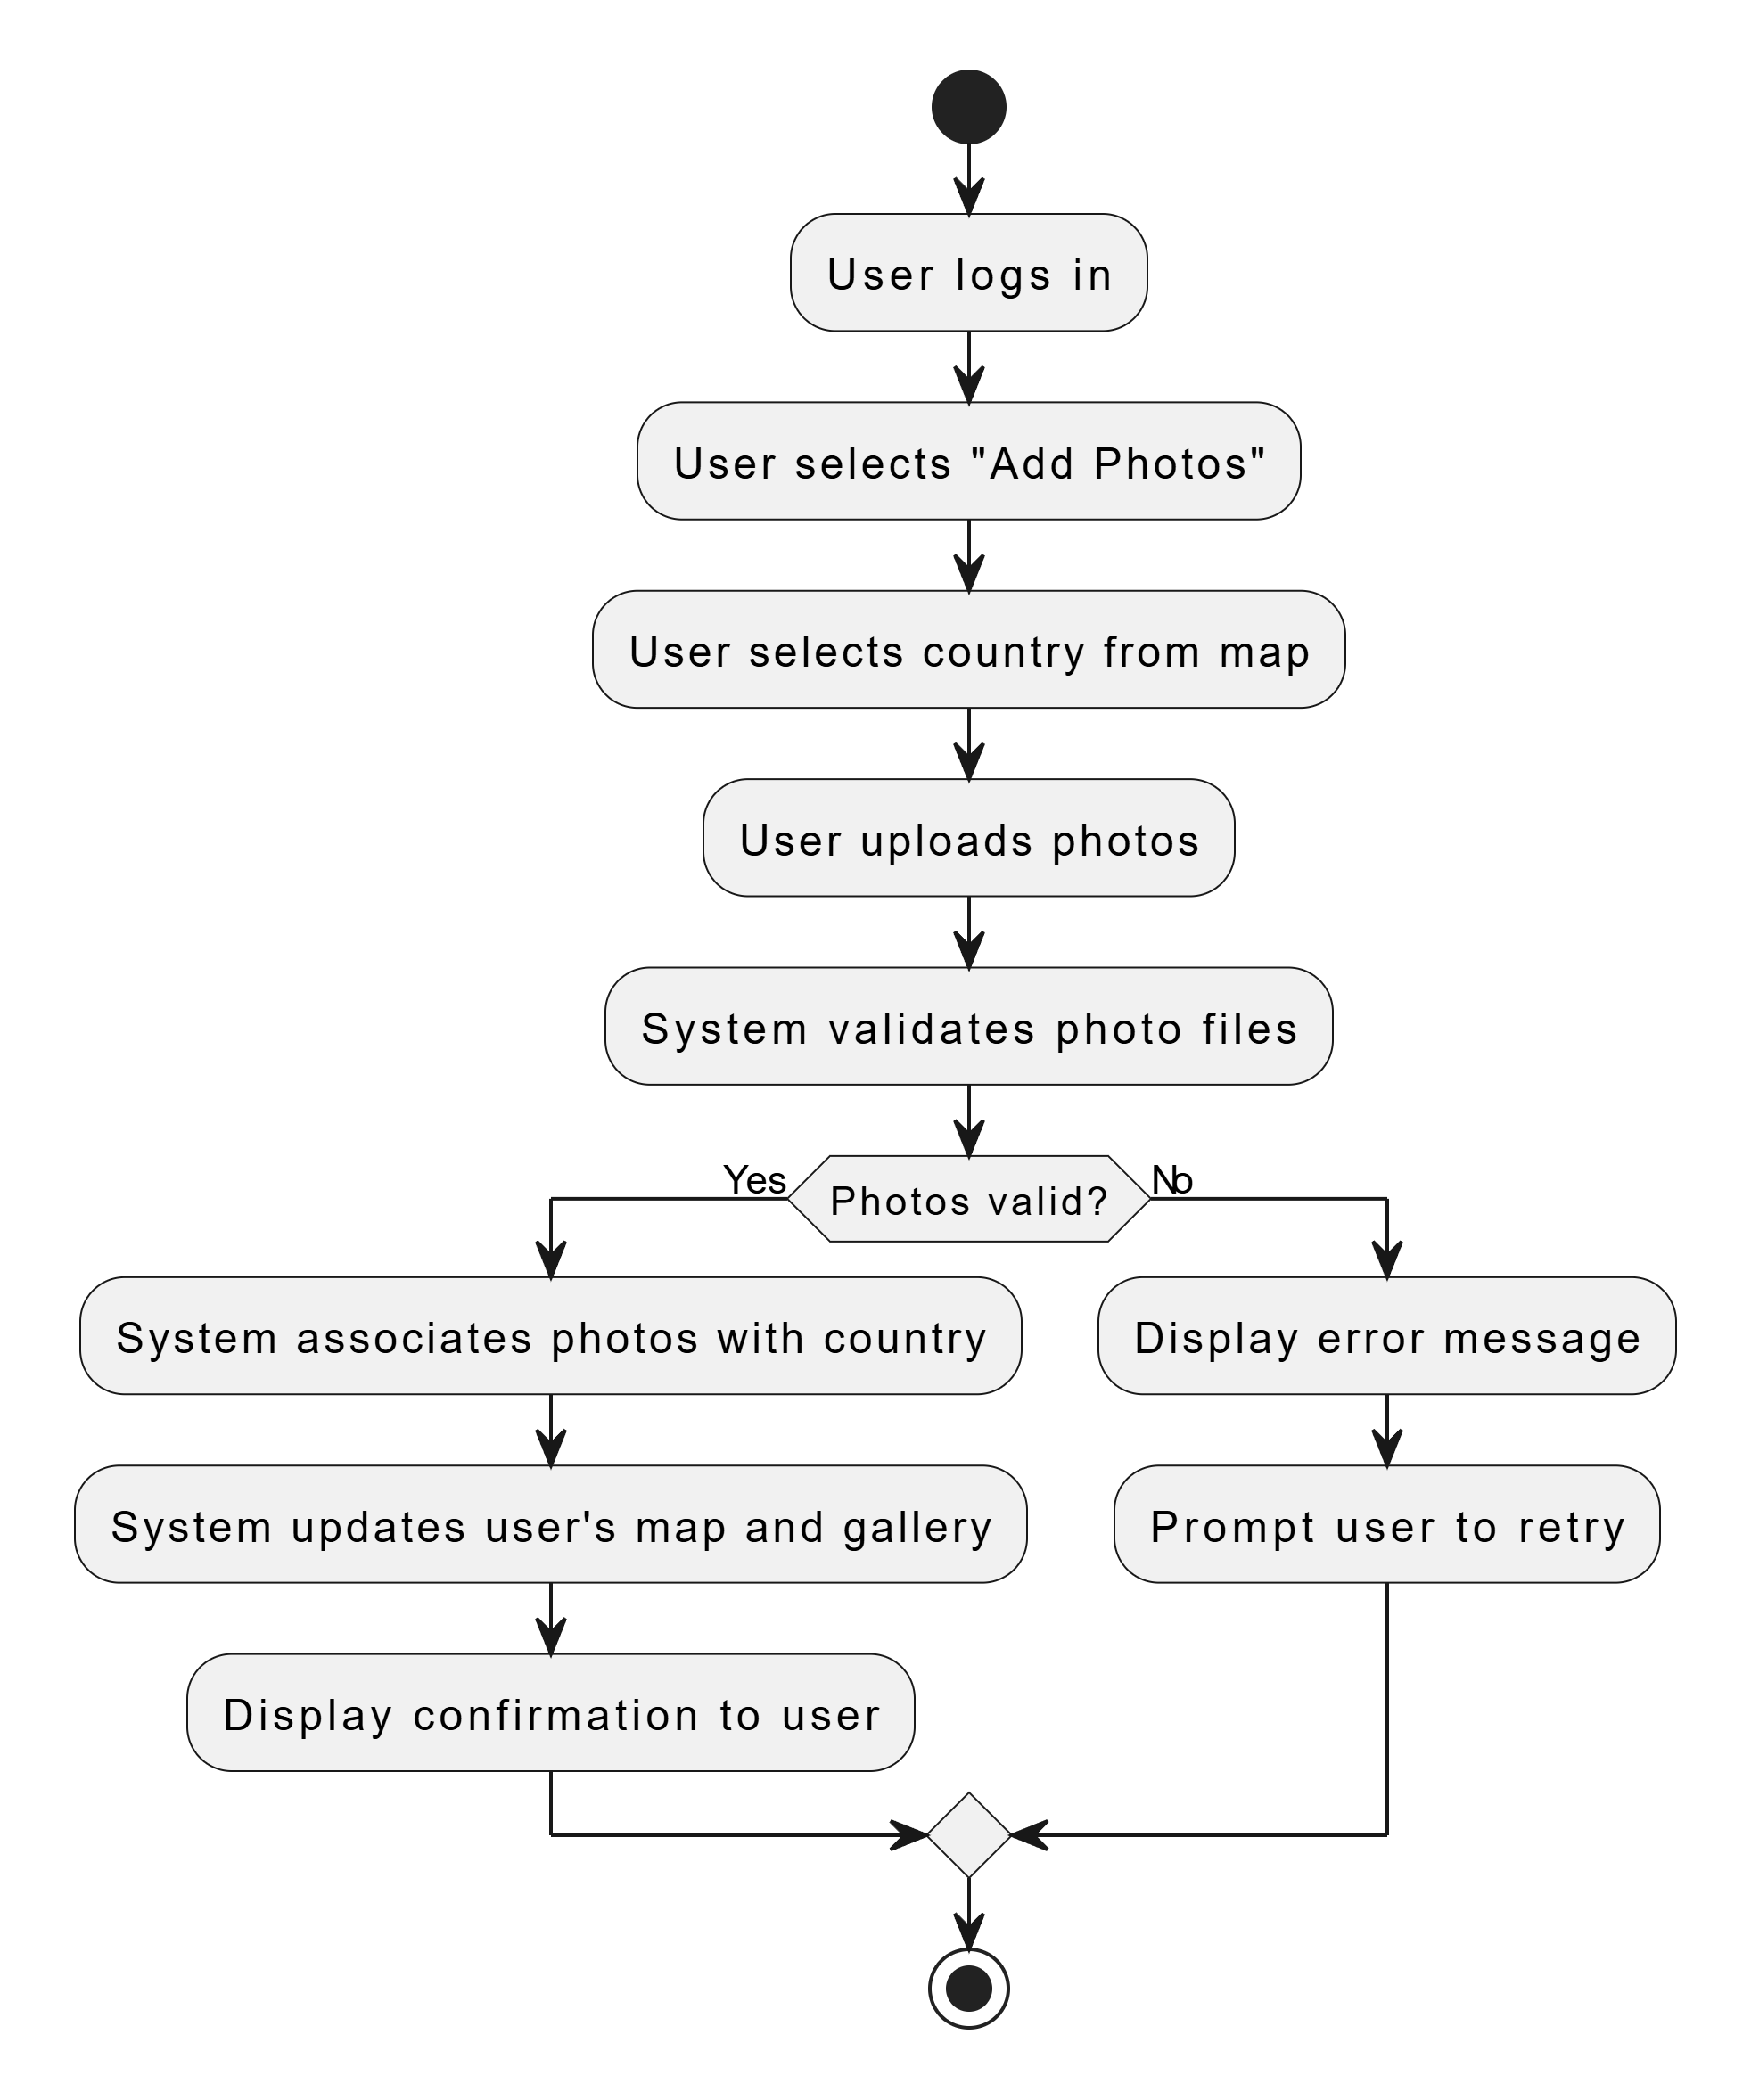 User logs in
User selects "Add Photos"
User selects country from map
User uploads photos
System validates photo files
Yes
Photos valid?
No
System associates photos with country
Display error message
System updates user's map and gallery
Prompt user to retry
Display confirmation to user